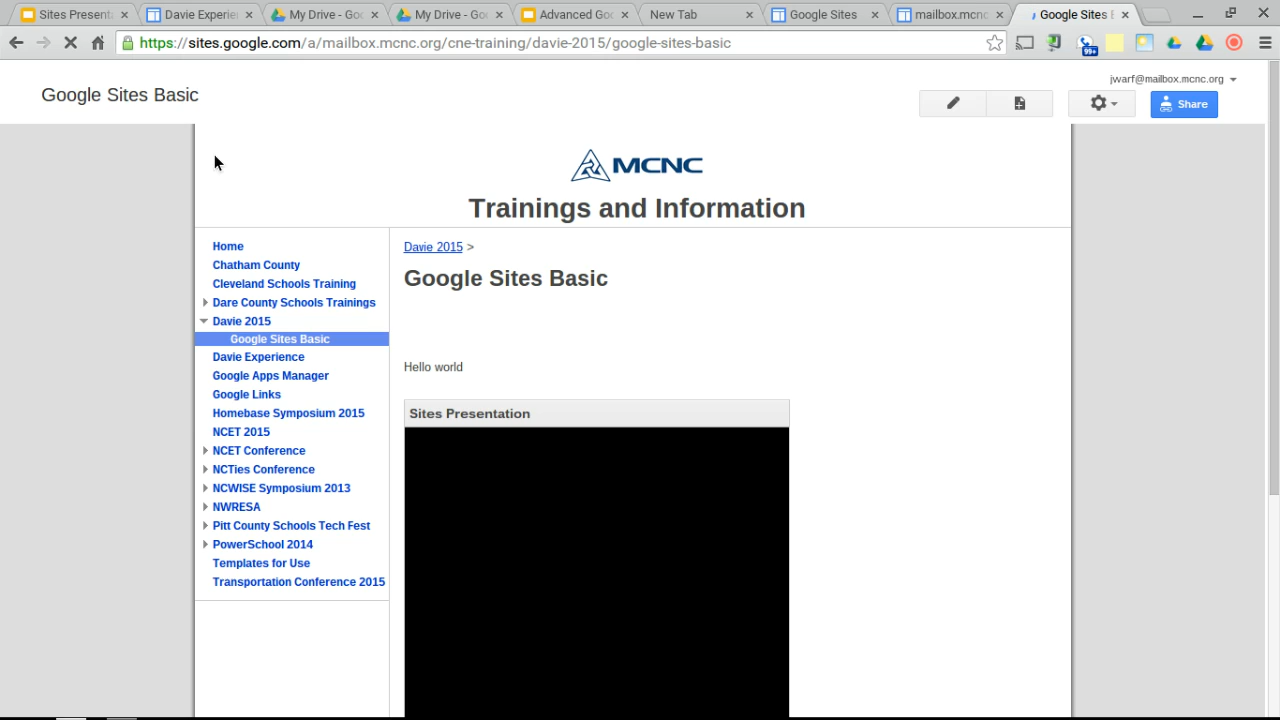 Sites Present
Davie Experie
My Drive - Goo
My Drive - Goo
Advanced Goo
New Tab
Google Sites
mailbox.mcnc
Google Sites B
https://sites.google.com/a/mailbox.mcnc.org/cne-training/davie-2015/google-sites-basic
99+
jwarf@mailbox.mcnc.org
Google Sites Basic
Share
MCNC
Trainings and Information
Home
Chatham County
Cleveland Schools Training
Dare County Schools Trainings
Davie 2015
Google Sites Basic
Davie Experience
Google Apps Manager
Google Links
Homebase Symposium 2015
NCET 2015
NCET Conference
NCTies Conference
NCWISE Symposium 2013
NWRESA
Pitt County Schools Tech Fest
PowerSchool 2014
Templates for Use
Transportation Conference 2015
Davie 2015 >
Google Sites Basic
Hello world
Sites Presentation